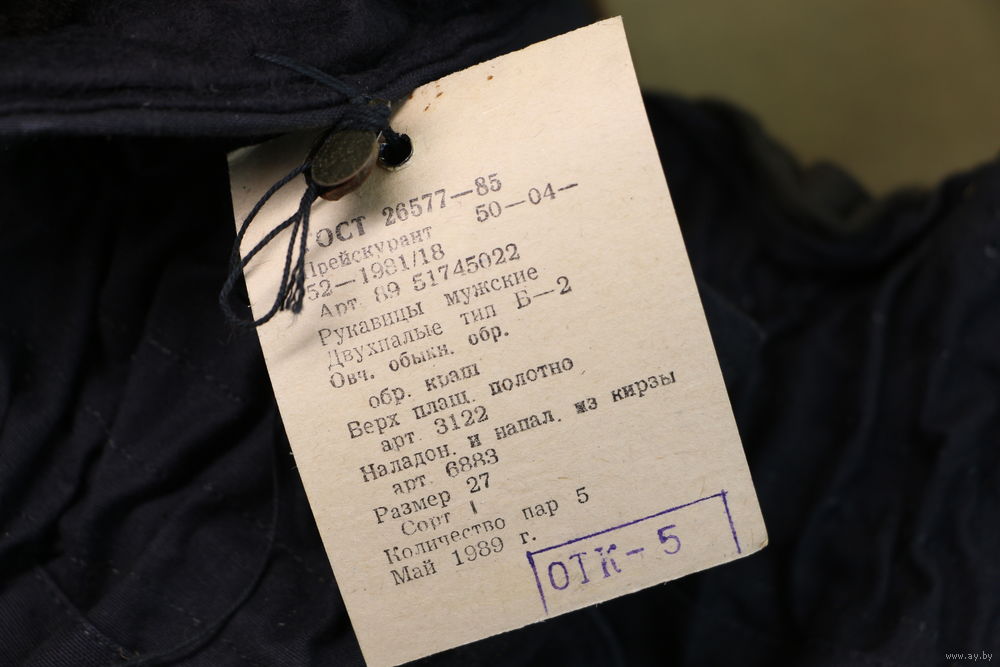 ГОСТ 26577—85
Прейскурант 50—04—
52—1981/18
Арт. 89 51745022
Рукавицы мужские
Двухпалые тип Б—2
Овч. обыкн. обр.
обр. краш
Верх плащ. полотно
арт. 3122
Наладон. и напал. из кирзы
арт. 6883
Размер 27
Сорт I
Количество пар 5
Май 1989 г.
ОТК-5
www.ay.by